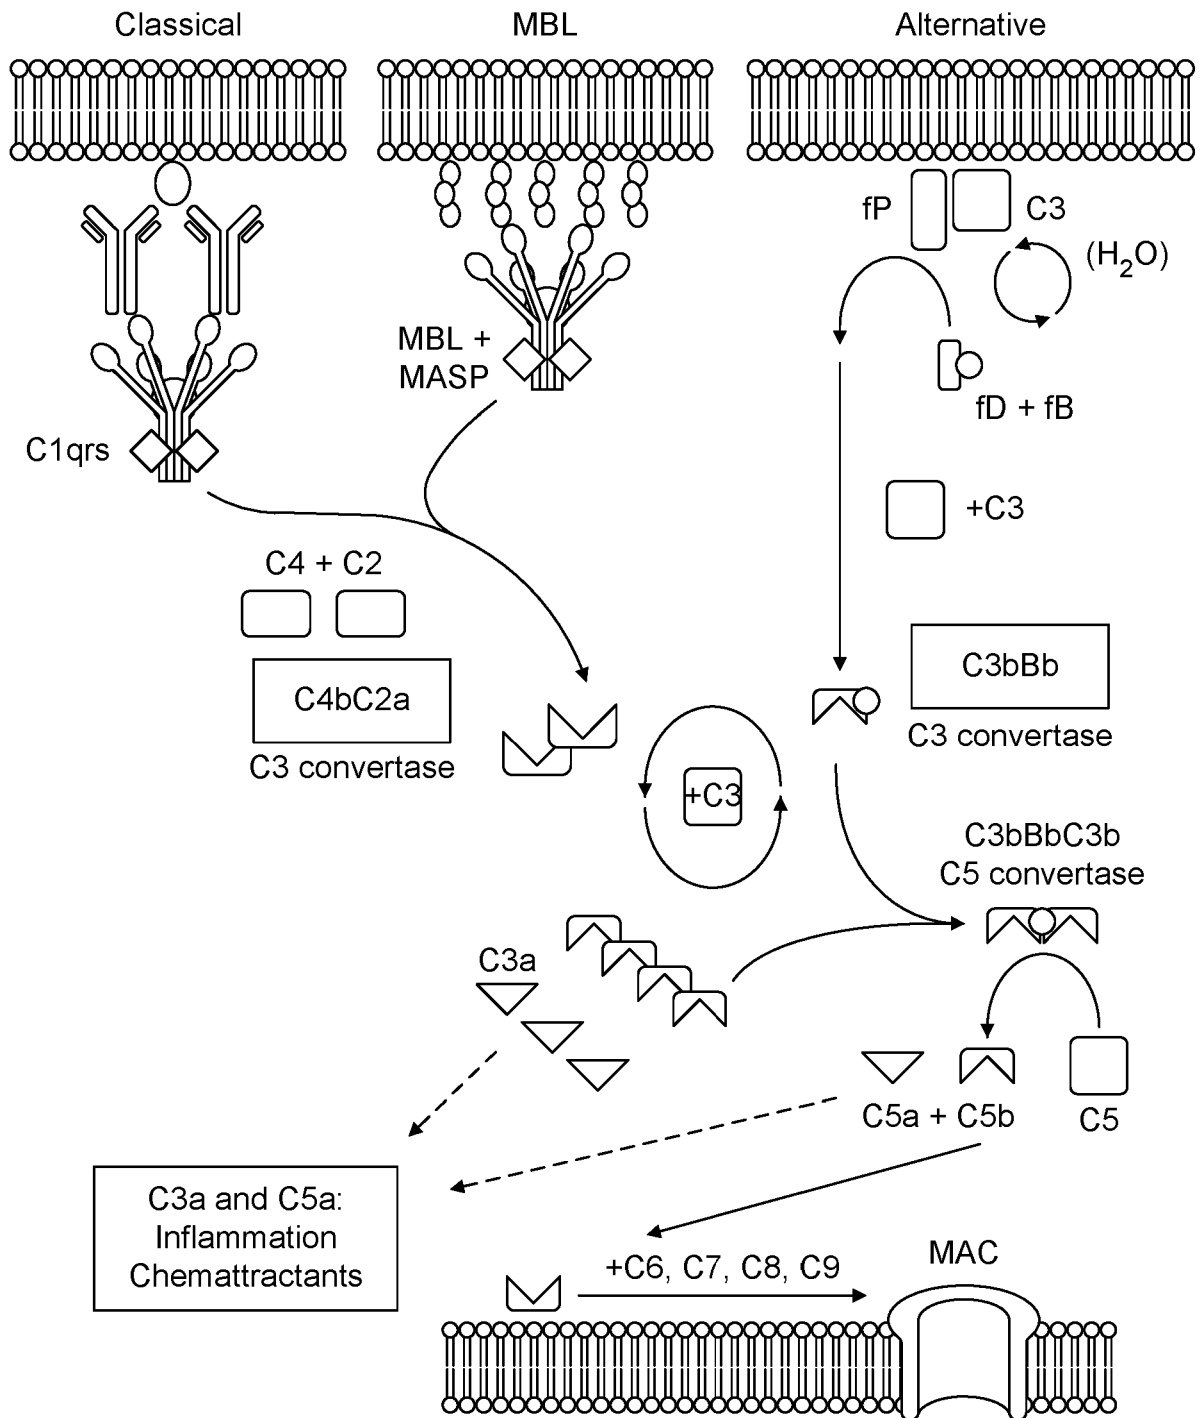 Classical
MBL
Alternative
fP
C3
(H2O)
MBL +
MASP
fD + fB
C1qrs
+C3
C4 + C2
C3bBb
C4bC2a
C3 convertase
C3 convertase
+C3
C3bBbC3b
C5 convertase
C3a
C5a + C5b
C5
C3a and C5a:
Inflammation
Chemattractants
MAC
+C6, C7, C8, C9